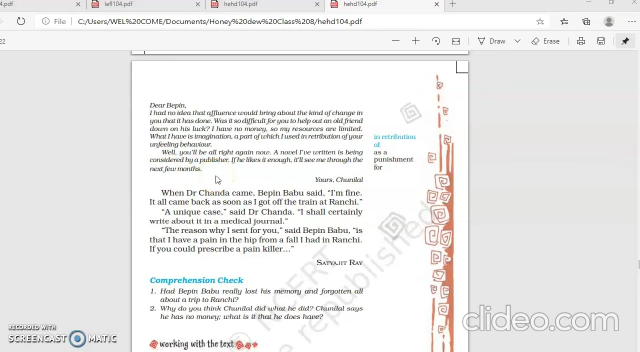 04.pdf
lefl104.pdf
hehd104.pdf
hehd104.pdf
C:/Users/WEL%20COME/Documents/Honey%20dew%20Class%208/hehd104.pdf
22
Draw
Erase
Dear Bepin,
I had no idea that affluence would bring about the kind of change in
you that it has done. Was it so difficult for you to help out an old friend
down on his luck? I have no money, so my resources are limited.
What I have is imagination, a part of which I used in retribution of your
unfeeling behaviour.
Well, you'll be all right again now. A novel I've written is being
considered by a publisher. If he likes it enough, it'll see me through the
next few months.
Yours, Chunilal
in retribution
of
as a
punishment
for
When Dr Chanda came, Bepin Babu said, “I'm fine.
It all came back as soon as I got off the train at Ranchi.”
“A unique case,” said Dr Chanda. “I shall certainly
write about it in a medical journal.”
“The reason why I sent for you,” said Bepin Babu, “is
that I have a pain in the hip from a fall I had in Ranchi.
If you could prescribe a pain killer...”
SATYAJIT RAY
Comprehension Check
1. Had Bepin Babu really lost his memory and forgotten all
about a trip to Ranchi?
2. Why do you think Chunilal did what he did? Chunilal says
he has no money; what is it that he does have?
working with the text
© NCERT
republished
RECORDED WITH
SCREENCAST MATIC
clideo.com